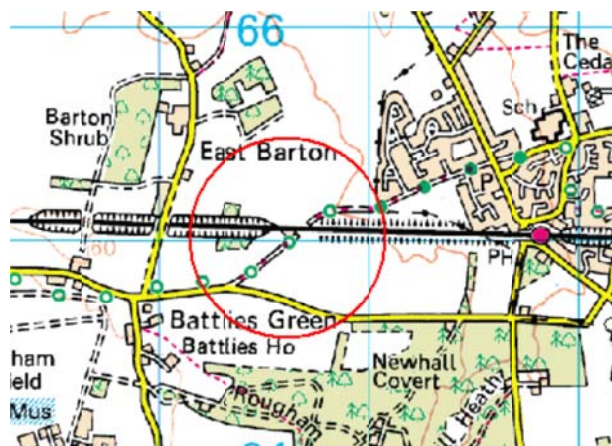 66
The
Ceda
Barton
Shrub
Sch
East Barton
P
60
PH
Battlies Green
Battlies Ho
Newhall
Covert
ham
ield
Rougham
Heath
Mus